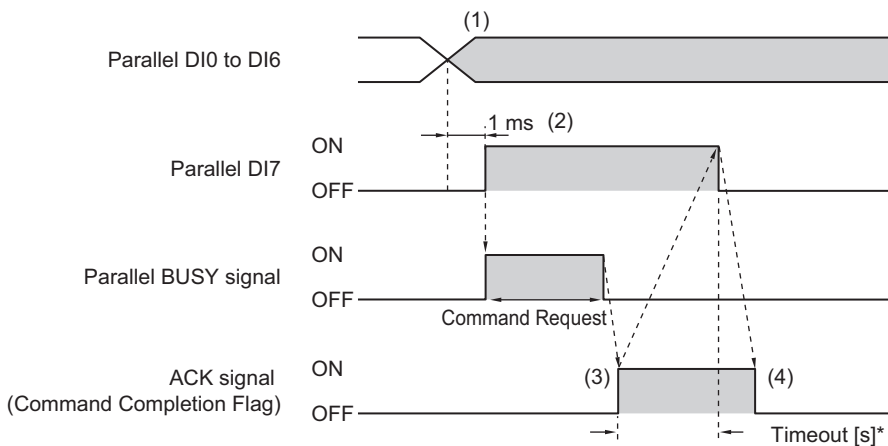 (1)
Parallel DI0 to DI6
1 ms (2)
ON
Parallel DI7
OFF
ON
Parallel BUSY signal
OFF
Command Request
ON
ACK signal
(3) (4)
(Command Completion Flag)
OFF
Timeout [s]*